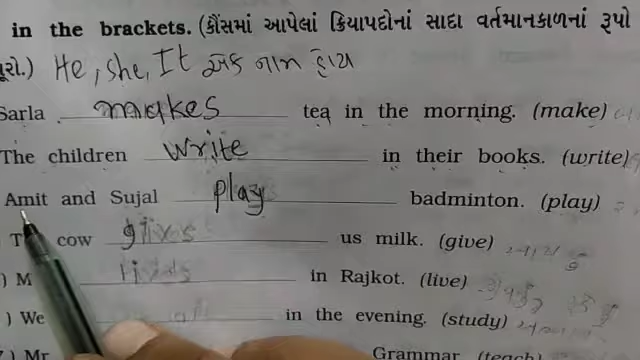 in the brackets. (કૌંસમાં આપેલાં ક્રિયાપદોનાં સાદા વર્તમાનકાળનાં રૂપો
પૂરો.) He, She, It એક નામ હોય
Sarla makes tea in the morning. (make)
The children write in their books. (write)
Amit and Sujal play badminton. (play)
cow gives us milk. (give)
) M lives in Rajkot. (live)
) We in the evening. (study)
) Mr Grammar (teach)